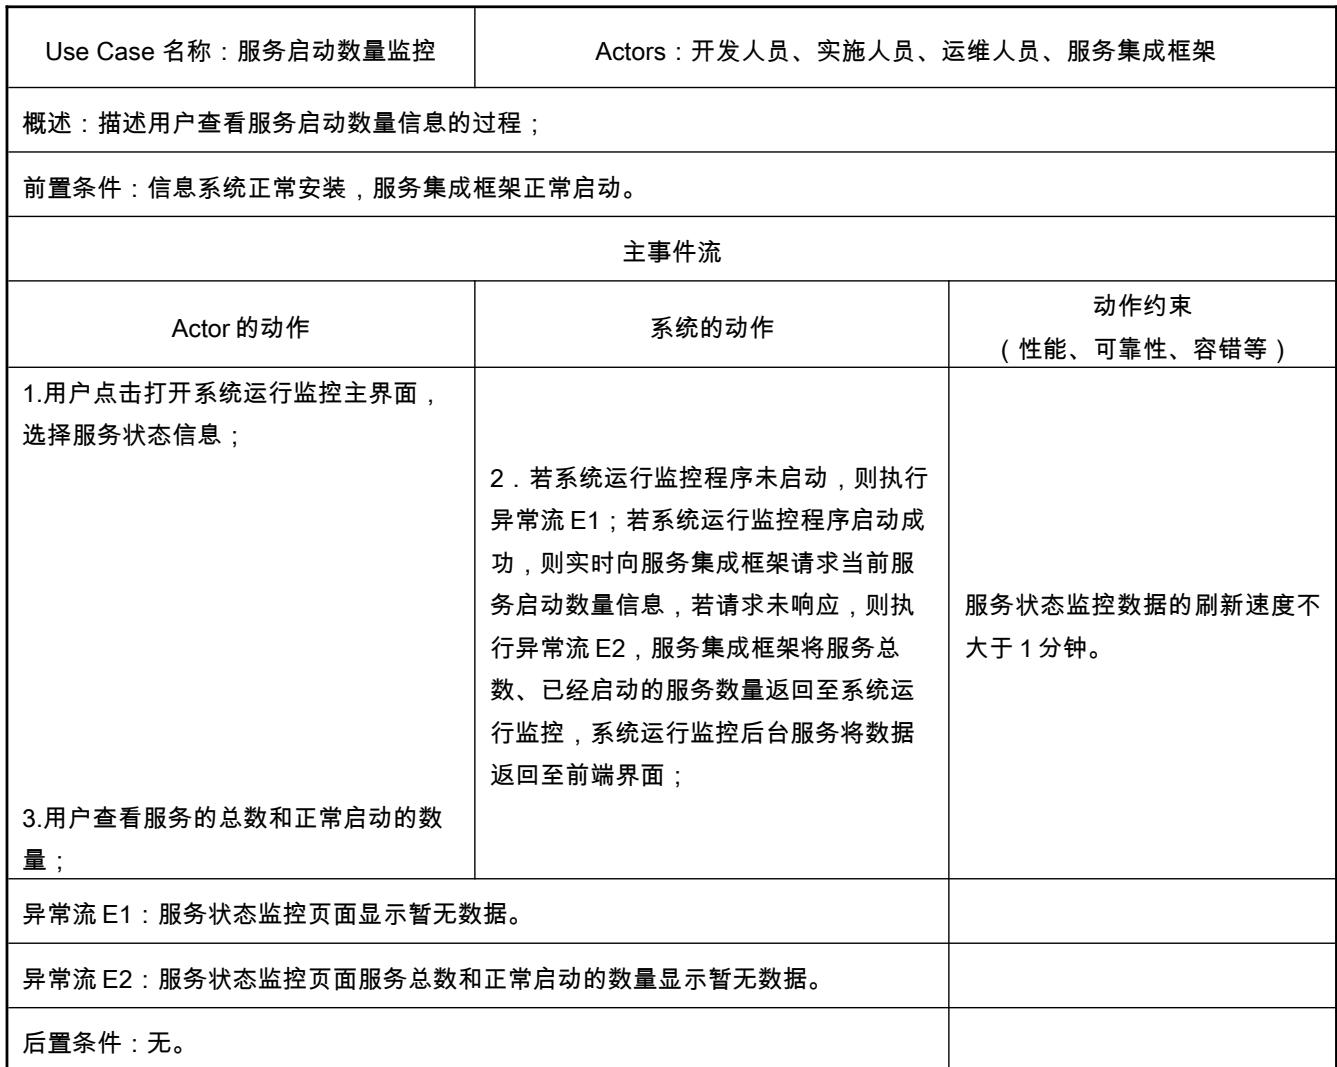 Use Case 名称：服务启动数量监控
Actors：开发人员、实施人员、运维人员、服务集成框架
概述：描述用户查看服务启动数量信息的过程；
前置条件：信息系统正常安装，服务集成框架正常启动。
主事件流
Actor 的动作
系统的动作
动作约束
（性能、可靠性、容错等）
1.用户点击打开系统运行监控主界面，
选择服务状态信息；
2．若系统运行监控程序未启动，则执行
异常流 E1；若系统运行监控程序启动成
功，则实时向服务集成框架请求当前服
务启动数量信息，若请求未响应，则执
行异常流 E2，服务集成框架将服务总
数、已经启动的服务数量返回至系统运
行监控，系统运行监控后台服务将数据
返回至前端界面；
服务状态监控数据的刷新速度不
大于 1 分钟。
3.用户查看服务的总数和正常启动的数
量；
异常流 E1：服务状态监控页面显示暂无数据。
异常流 E2：服务状态监控页面服务总数和正常启动的数量显示暂无数据。
后置条件：无。